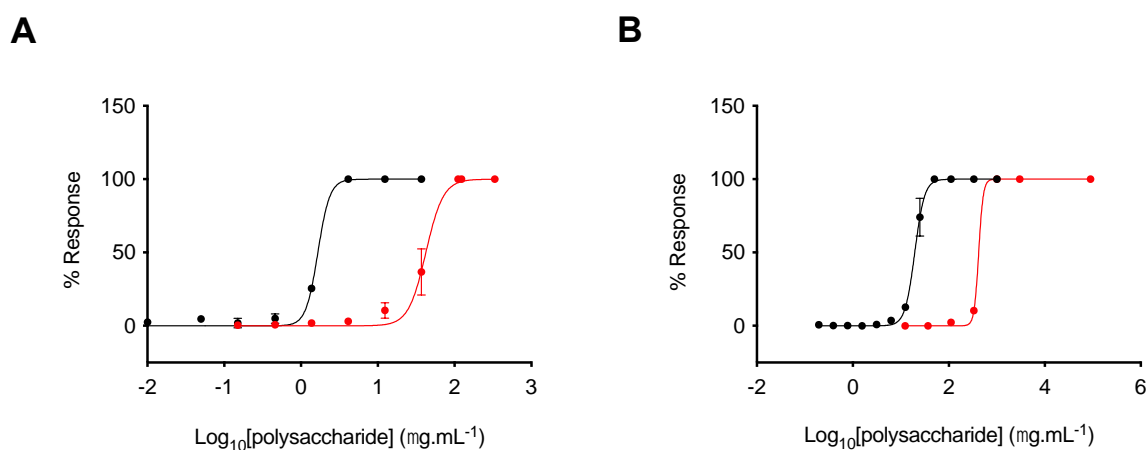 A
B
150
100
50
0
% Response
-2 -1 0 1 2 3
Log10[polysaccharide] (mg.mL-1)
150
100
50
0
% Response
-2 0 2 4 6
Log10[polysaccharide] (mg.mL-1)